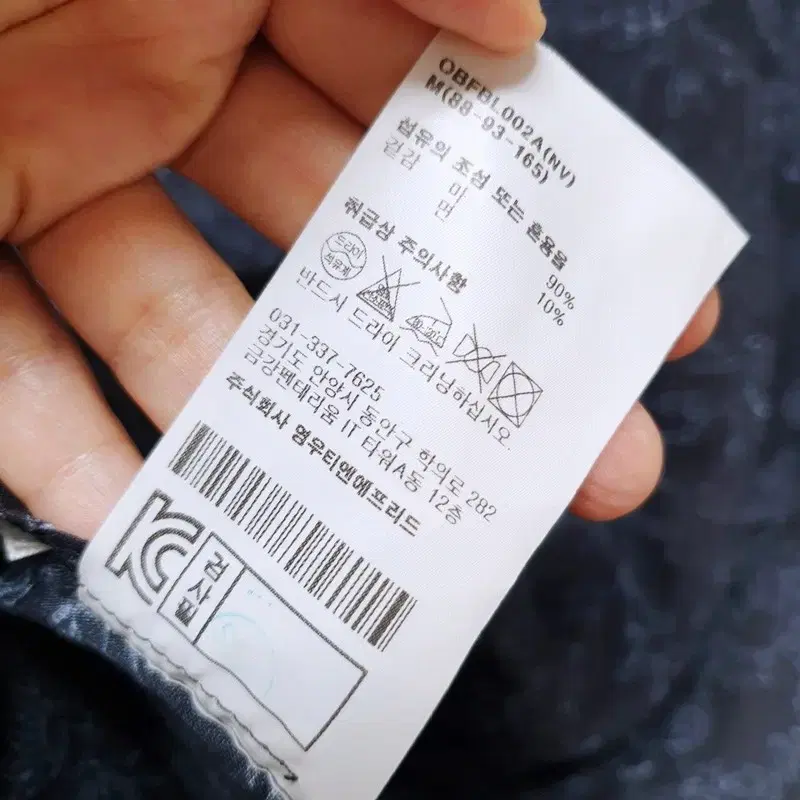 OBFBL002A(NV)
M(88-93-165)
섬유의 조성 또는 혼용율
겉감
마 90%
면 10%
취급상 주의사항
드라이
석유계
반드시 드라이 크리닝하십시오.
031-337-7625
경기도 안양시 동안구 학의로 282
금강펜테리움 IT 타워A동 12층
주식회사 영우티앤에프리드
KC
검사필